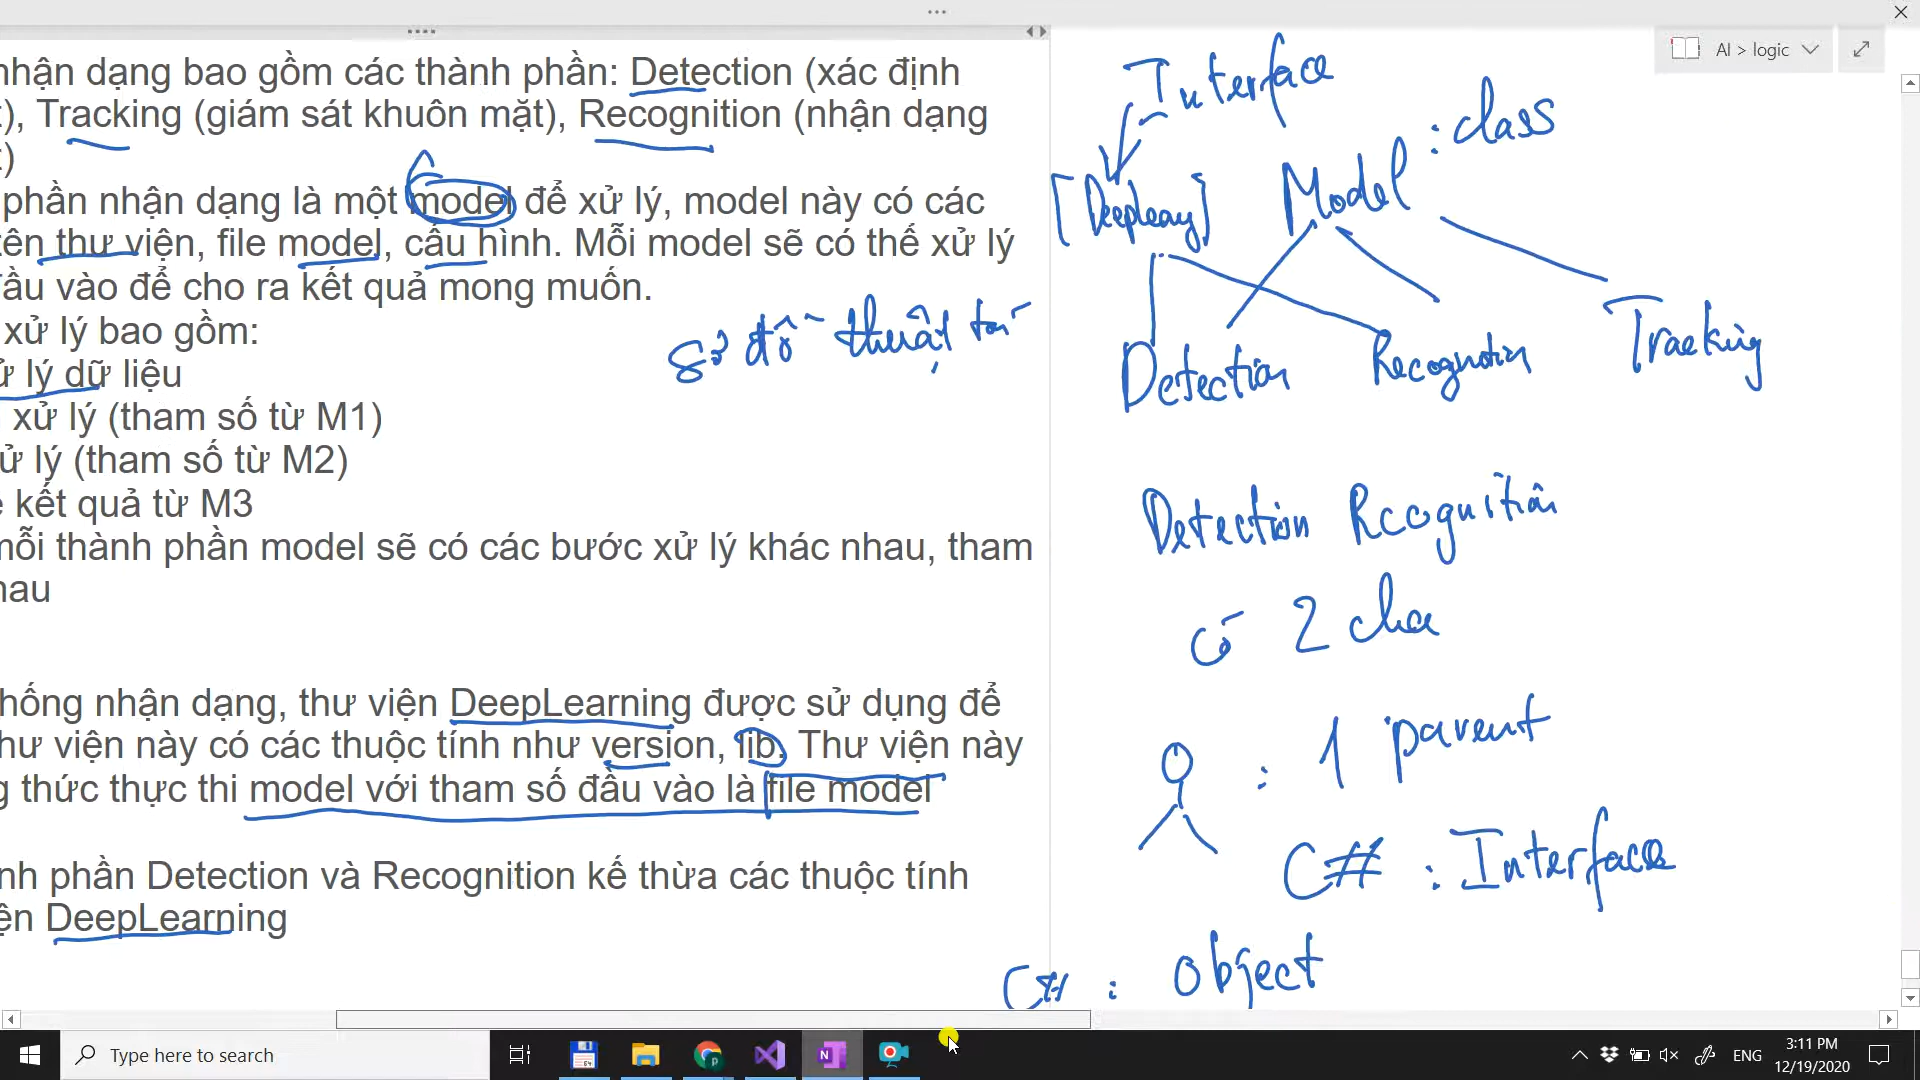 AI > logic
nhận dạng bao gồm các thành phần: Detection (xác định
t), Tracking (giám sát khuôn mặt), Recognition (nhận dạng
t)
phần nhận dạng là một model để xử lý, model này có các
tên thư viện, file model, cấu hình. Mỗi model sẽ có thể xử lý
đầu vào để cho ra kết quả mong muốn.
xử lý bao gồm:
ử lý dữ liệu
xử lý (tham số từ M1)
ử lý (tham số từ M2)
ề kết quả từ M3
mỗi thành phần model sẽ có các bước xử lý khác nhau, tham
hau
hống nhận dạng, thư viện DeepLearning được sử dụng để
hư viện này có các thuộc tính như version, lib. Thư viện này
g thức thực thi model với tham số đầu vào là file model
nh phần Detection và Recognition kế thừa các thuộc tính
ện DeepLearning
sơ đồ thuật
Interface
: class
Model
Detection Recognition Tracking
Detection Recognition
có 2 cha
: 1 parent
C# : Interface
C# : object
Type here to search
ENG
3:11 PM
12/19/2020